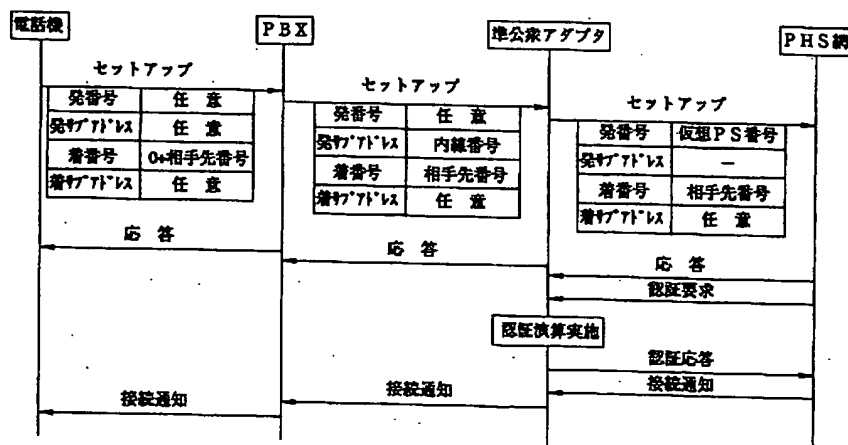 電話機
PBX
準公衆アダプタ
PHS網
セットアップ
発番号 任意
発サブアドレス 任意
着番号 0+相手先番号
着サブアドレス 任意
セットアップ
発番号 任意
発サブアドレス 内線番号
着番号 相手先番号
着サブアドレス 任意
セットアップ
発番号 仮想PS番号
発サブアドレス ―
着番号 相手先番号
着サブアドレス 任意
応答
応答
応答
認証要求
認証演算実施
認証応答
接続通知
接続通知
接続通知